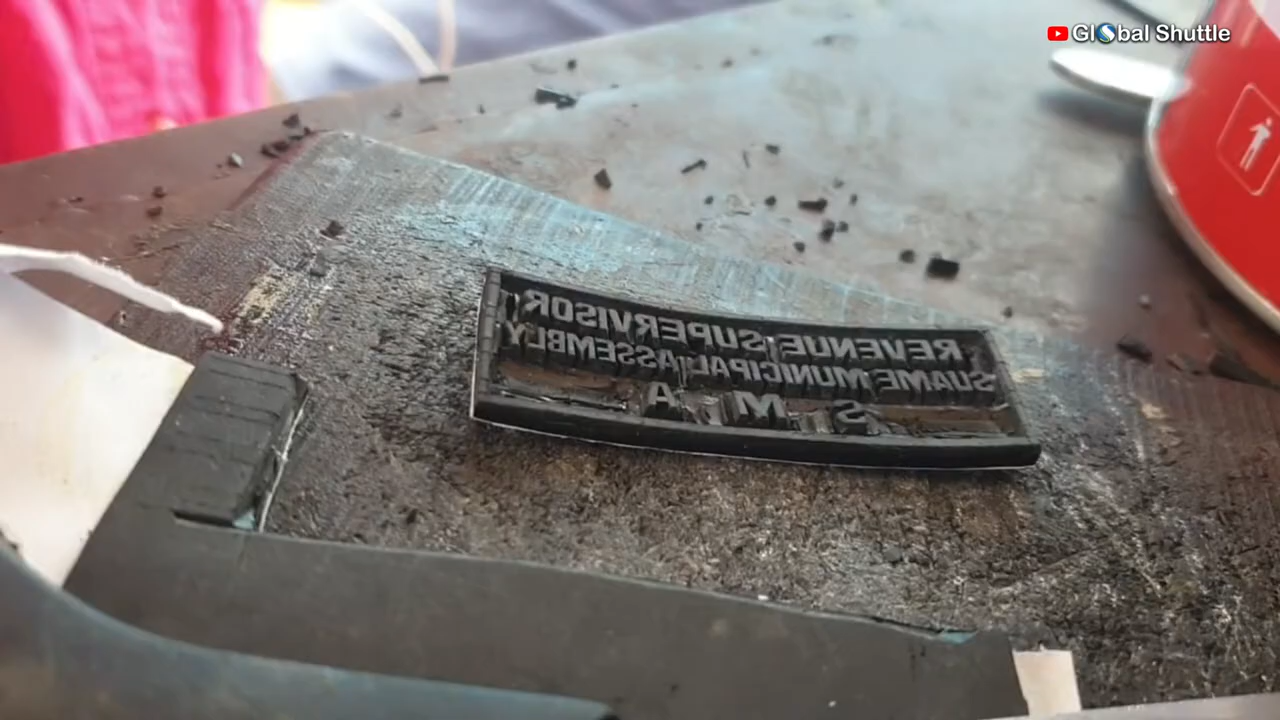 Global Shuttle
REVENUE SUPERVISOR
SUAME MUNICIPAL ASSEMBLY
S M A